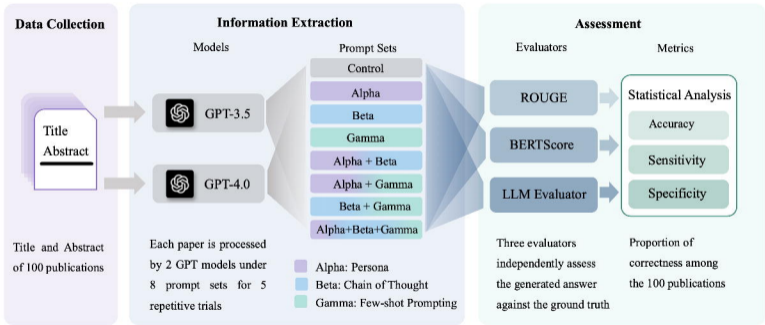 Data Collection
Title
Abstract
Title and Abstract
of 100 publications
Information Extraction
Models
GPT-3.5
GPT-4.0
Each paper is processed
by 2 GPT models under
8 prompt sets for 5
repetitive trials
Prompt Sets
Control
Alpha
Beta
Gamma
Alpha + Beta
Alpha + Gamma
Beta + Gamma
Alpha+Beta+Gamma
Alpha: Persona
Beta: Chain of Thought
Gamma: Few-shot Prompting
Assessment
Evaluators
ROUGE
BERTScore
LLM Evaluator
Three evaluators
independently assess
the generated answer
against the ground truth
Metrics
Statistical Analysis
Accuracy
Sensitivity
Specificity
Proportion of
correctness among
the 100 publications